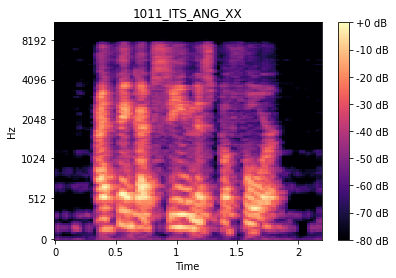 1011_ITS_ANG_XX
+0 dB
8192
-10 dB
4096
-20 dB
-30 dB
2048
Hz
-40 dB
1024
-50 dB
512
-60 dB
-70 dB
0
-80 dB
0
0.5
1
1.5
2
Time